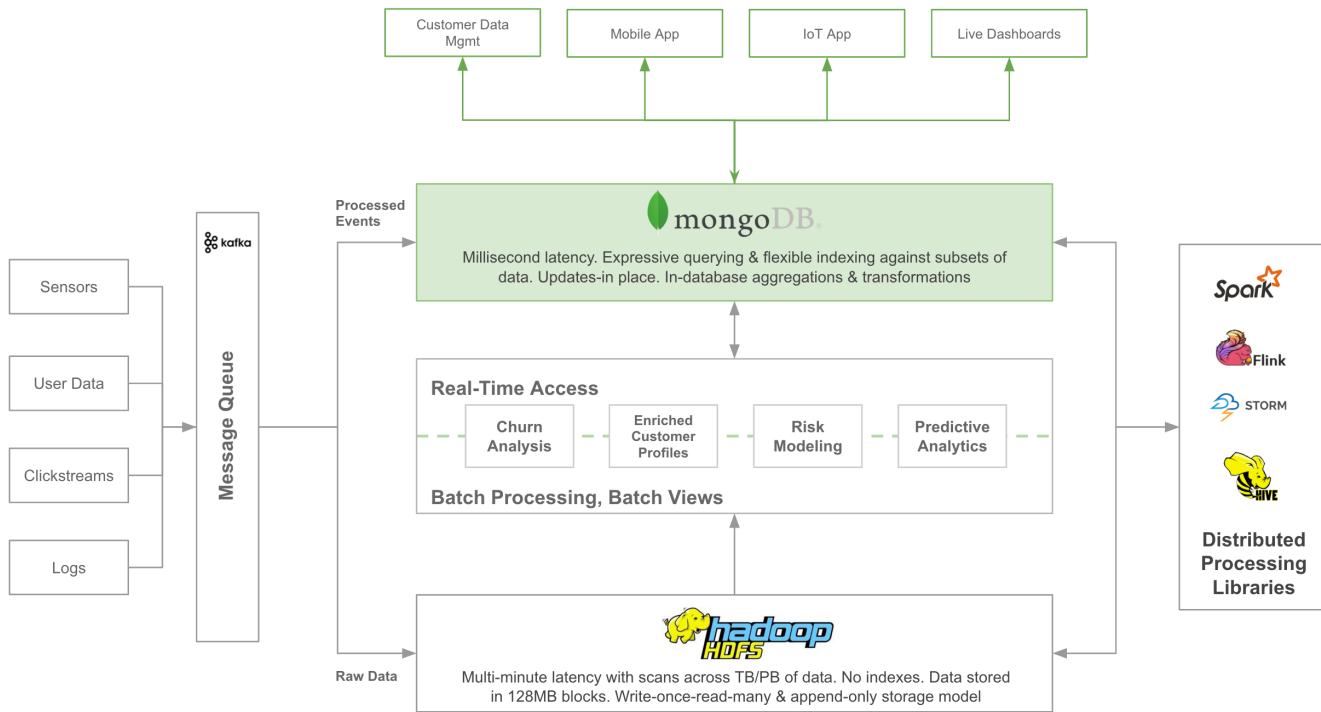 Customer Data
Mgmt
Mobile App
IoT App
Live Dashboards
Processed
Events
mongoDB®
Millisecond latency. Expressive querying & flexible indexing against subsets of
data. Updates-in place. In-database aggregations & transformations
kafka
Message Queue
Sensors
User Data
Clickstreams
Logs
Real-Time Access
Churn
Analysis
Enriched
Customer
Profiles
Risk
Modeling
Predictive
Analytics
Batch Processing, Batch Views
Raw Data
hadoop
HDFS
Multi-minute latency with scans across TB/PB of data. No indexes. Data stored
in 128MB blocks. Write-once-read-many & append-only storage model
Spark
Flink
STORM
HIVE
Distributed
Processing
Libraries